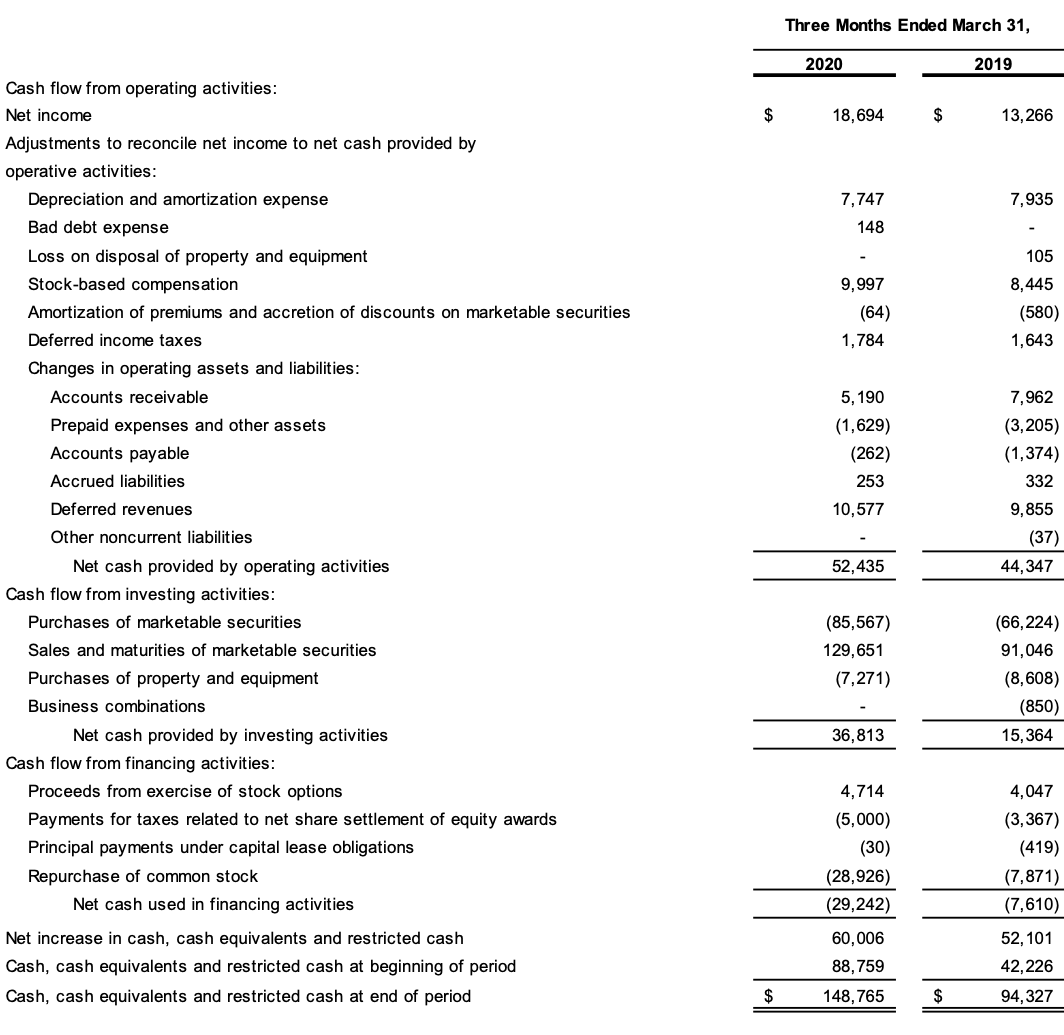 Three Months Ended March 31,
2020 2019
Cash flow from operating activities:
Net income $ 18,694 $ 13,266
Adjustments to reconcile net income to net cash provided by
operative activities:
Depreciation and amortization expense 7,747 7,935
Bad debt expense 148 -
Loss on disposal of property and equipment - 105
Stock-based compensation 9,997 8,445
Amortization of premiums and accretion of discounts on marketable securities (64) (580)
Deferred income taxes 1,784 1,643
Changes in operating assets and liabilities:
Accounts receivable 5,190 7,962
Prepaid expenses and other assets (1,629) (3,205)
Accounts payable (262) (1,374)
Accrued liabilities 253 332
Deferred revenues 10,577 9,855
Other noncurrent liabilities - (37)
Net cash provided by operating activities 52,435 44,347
Cash flow from investing activities:
Purchases of marketable securities (85,567) (66,224)
Sales and maturities of marketable securities 129,651 91,046
Purchases of property and equipment (7,271) (8,608)
Business combinations - (850)
Net cash provided by investing activities 36,813 15,364
Cash flow from financing activities:
Proceeds from exercise of stock options 4,714 4,047
Payments for taxes related to net share settlement of equity awards (5,000) (3,367)
Principal payments under capital lease obligations (30) (419)
Repurchase of common stock (28,926) (7,871)
Net cash used in financing activities (29,242) (7,610)
Net increase in cash, cash equivalents and restricted cash 60,006 52,101
Cash, cash equivalents and restricted cash at beginning of period 88,759 42,226
Cash, cash equivalents and restricted cash at end of period $ 148,765 $ 94,327